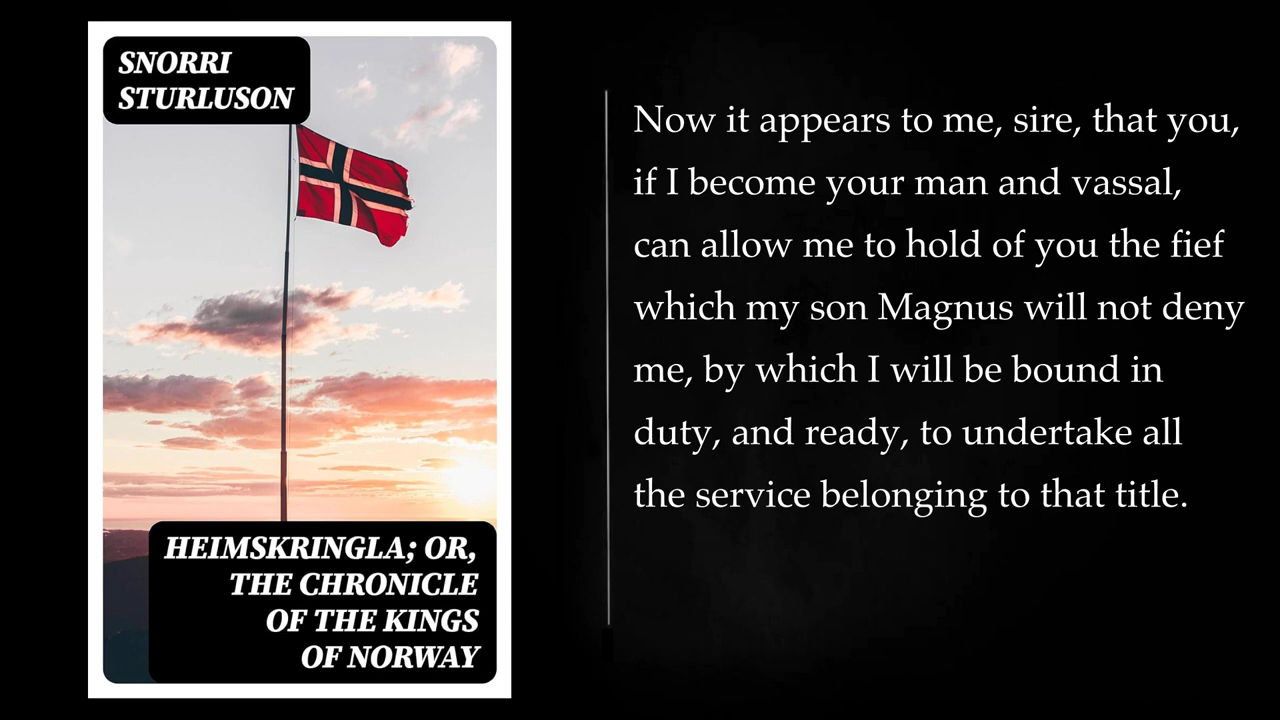 SNORRI
STURLUSON
HEIMSKRINGLA; OR,
THE CHRONICLE
OF THE KINGS
OF NORWAY
Now it appears to me, sire, that you,
if I become your man and vassal,
can allow me to hold of you the fief
which my son Magnus will not deny
me, by which I will be bound in
duty, and ready, to undertake all
the service belonging to that title.